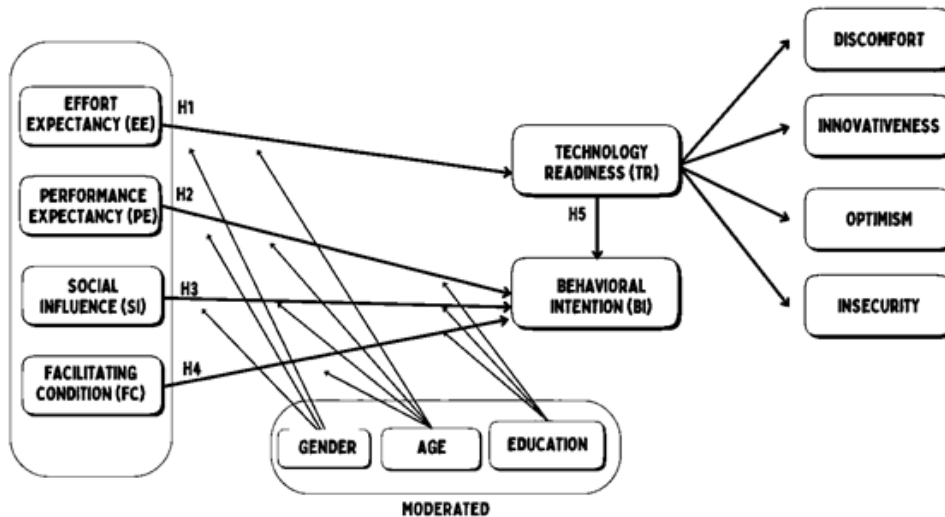 EFFORT
EXPECTANCY (EE)
PERFORMANCE
EXPECTANCY (PE)
SOCIAL
INFLUENCE (SI)
FACILITATING
CONDITION (FC)
H1
H2
H3
H4
TECHNOLOGY
READINESS (TR)
H5
BEHAVIORAL
INTENTION (BI)
DISCOMFORT
INNOVATIVENESS
OPTIMISM
INSECURITY
GENDER
AGE
EDUCATION
MODERATED